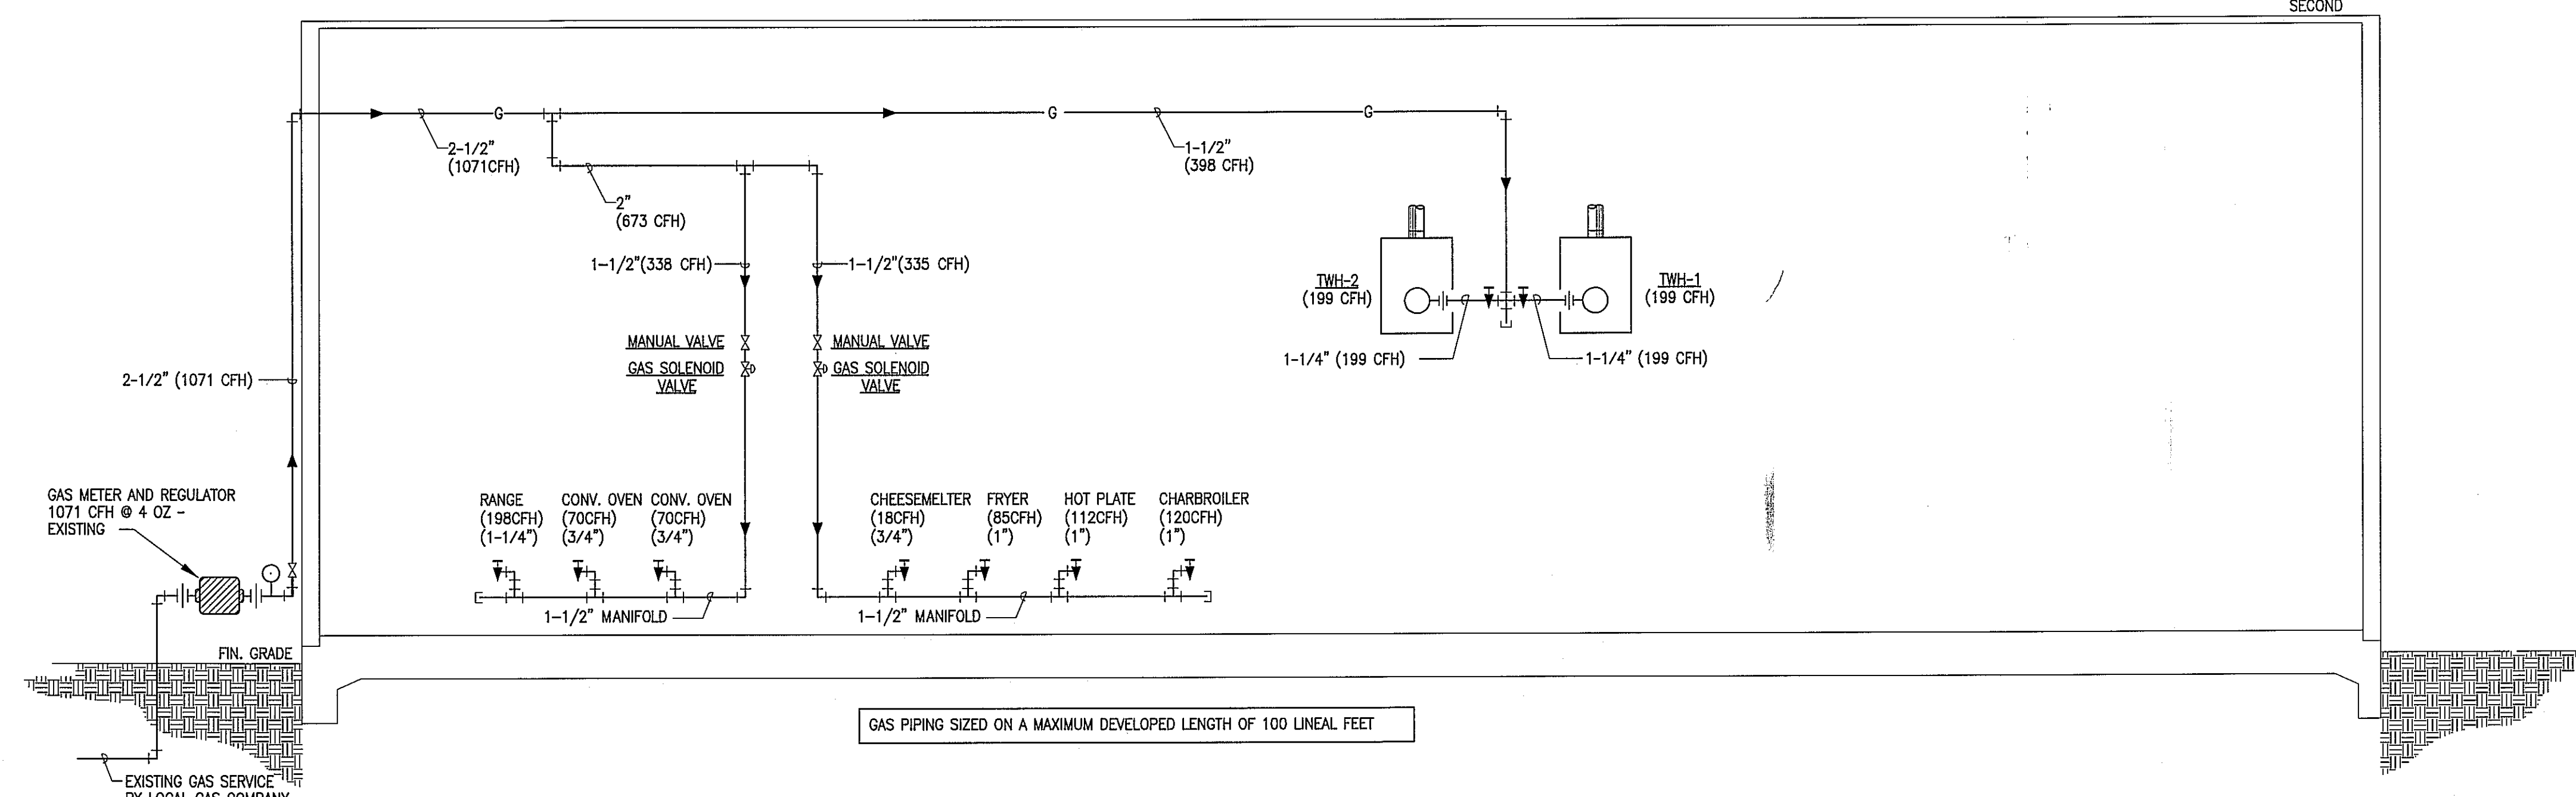 SECOND
G
G
G
2-1/2"
(1071CFH)
1-1/2"
(398 CFH)
2"
(673 CFH)
1-1/2"(338 CFH)
1-1/2"(335 CFH)
TWH-2
(199 CFH)
TWH-1
(199 CFH)
MANUAL VALVE
MANUAL VALVE
GAS SOLENOID
VALVE
GAS SOLENOID
VALVE
1-1/4" (199 CFH)
1-1/4" (199 CFH)
2-1/2" (1071 CFH)
GAS METER AND REGULATOR
1071 CFH @ 4 OZ -
EXISTING
RANGE
(198CFH)
(1-1/4")
CONV. OVEN
(70CFH)
(3/4")
CONV. OVEN
(70CFH)
(3/4")
CHEESEMELTER
(18CFH)
(3/4")
FRYER
(85CFH)
(1")
HOT PLATE
(112CFH)
(1")
CHARBROILER
(120CFH)
(1")
1-1/2" MANIFOLD
1-1/2" MANIFOLD
FIN. GRADE
GAS PIPING SIZED ON A MAXIMUM DEVELOPED LENGTH OF 100 LINEAL FEET
EXISTING GAS SERVICE
BY LOCAL GAS COMPANY